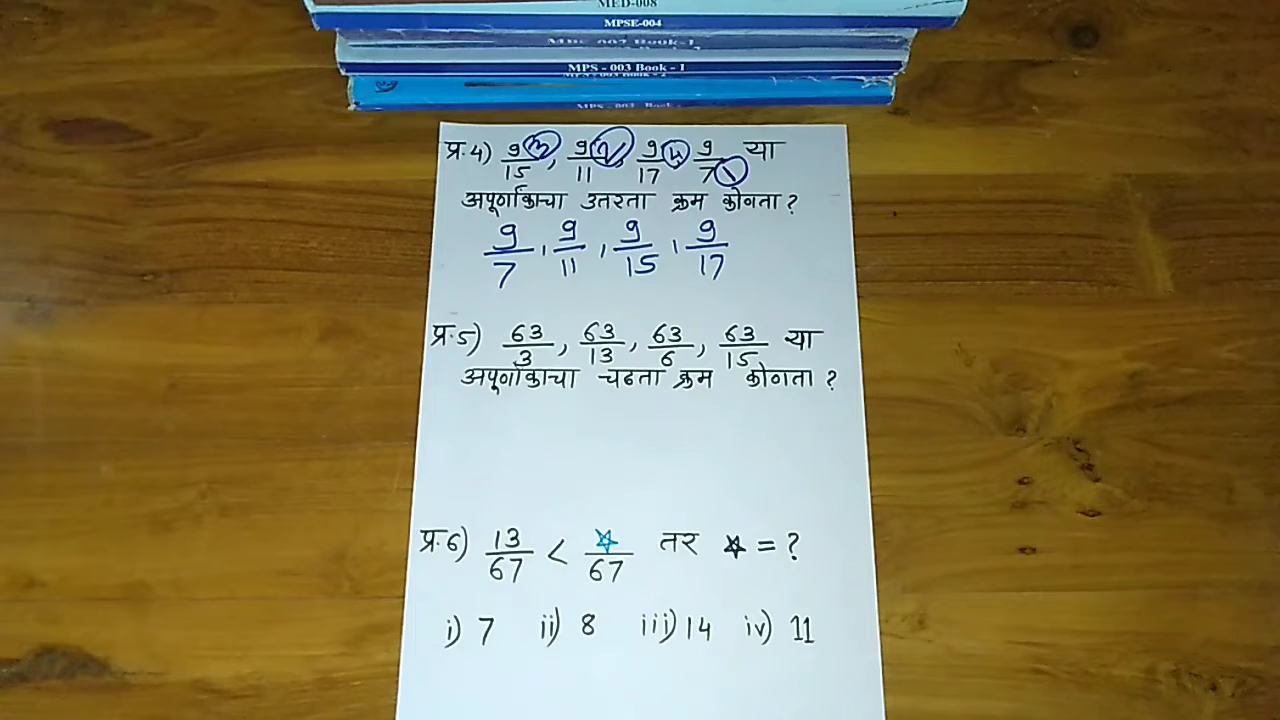 MED-008
MPSE-004
MPS - 003 Book - 1
प्र.4) 9/15, 9/11, 9/17, 9/7 या
अपूर्णांकाचा उतरता क्रम कोणता ?
9/7, 9/11, 9/15, 9/17
प्र.5) 63/3, 63/13, 63/6, 63/15 या
अपूर्णांकाचा चढता क्रम कोणता ?
प्र.6) 13/67 < ☆/67 तर ☆ = ?
i) 7 ii) 8 iii) 14 iv) 11